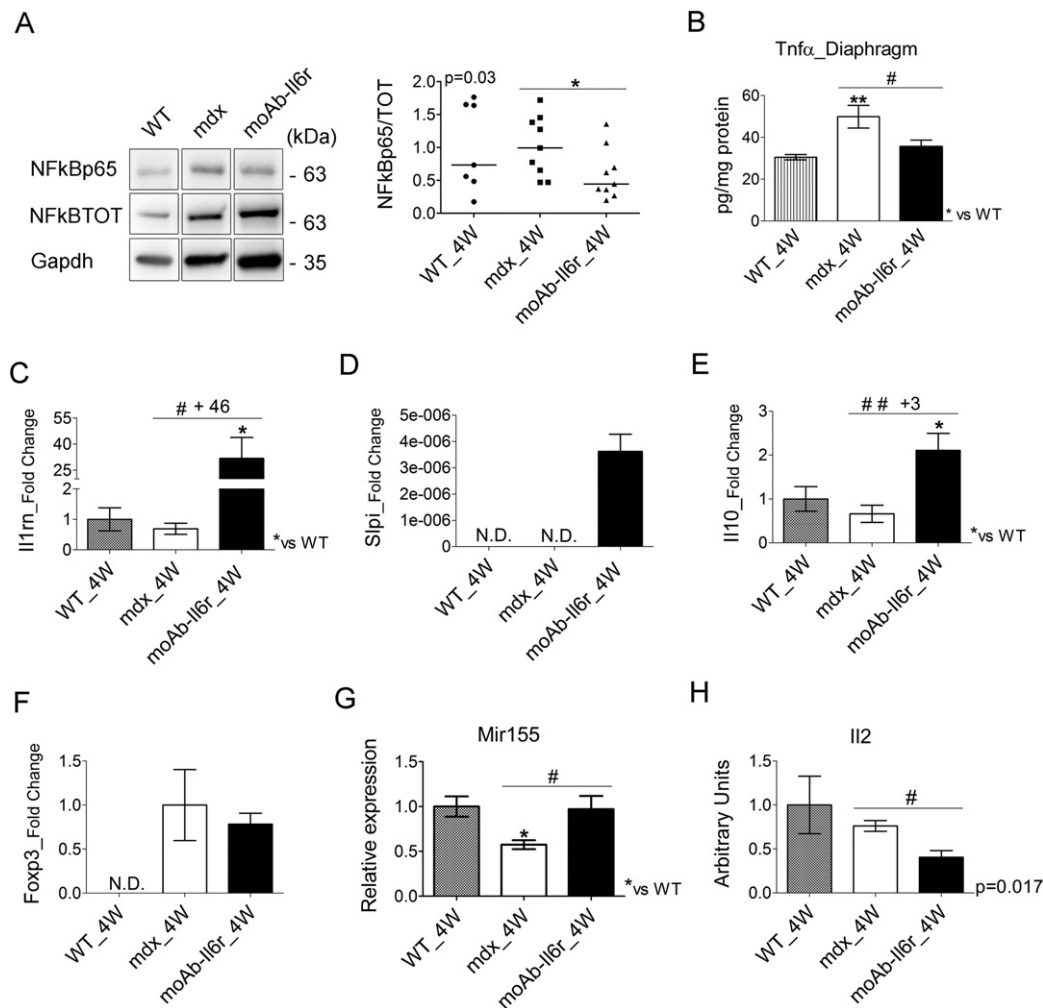 A
WT
mdx
moAb-Il6r
(kDa)
NFkBp65
- 63
NFkBTOT
- 63
Gapdh
- 35
p=0.03
*
NFkBp65/TOT
2.0
1.5
1.0
0.5
0.0
WT_4W
mdx_4W
moAb-Il6r_4W
B
Tnfα_Diaphragm
#
**
pg/mg protein
60
40
20
0
* vs WT
WT_4W
mdx_4W
moAb-Il6r_4W
C
# + 46
*
Il1rn_Fold Change
55
40
25
2
1
0
*vs WT
WT_4W
mdx_4W
moAb-Il6r_4W
D
Slpi_Fold Change
5e-006
4e-006
3e-006
2e-006
1e-006
0
N.D.
N.D.
WT_4W
mdx_4W
moAb-Il6r_4W
E
# # +3
*
Il10_Fold Change
3
2
1
0
*vs WT
WT_4W
mdx_4W
moAb-Il6r_4W
F
Foxp3_Fold Change
1.5
1.0
0.5
0.0
N.D.
WT_4W
mdx_4W
moAb-Il6r_4W
G
Mir155
#
*
Relative expression
1.5
1.0
0.5
0.0
*vs WT
WT_4W
mdx_4W
moAb-Il6r_4W
H
Il2
#
Arbitrary Units
1.5
1.0
0.5
0.0
p=0.017
WT_4W
mdx_4W
moAb-Il6r_4W